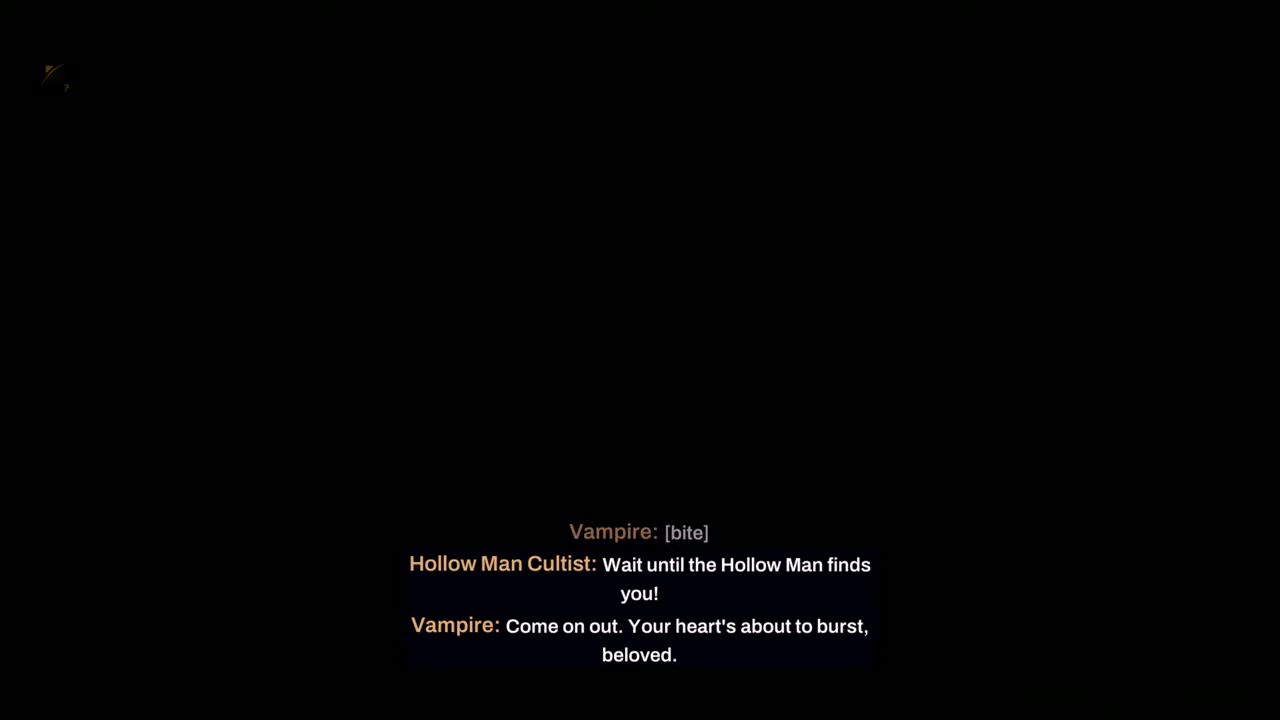 Vampire: [bite]
Hollow Man Cultist: Wait until the Hollow Man finds
you!
Vampire: Come on out. Your heart's about to burst,
beloved.